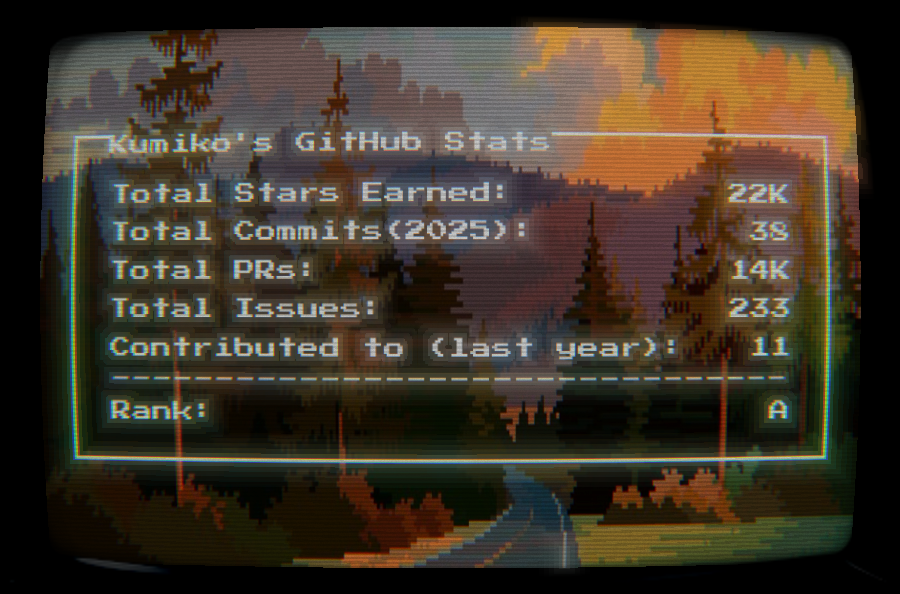 Kumiko's GitHub Stats
Total Stars Earned: 22K
Total Commits(2025): 38
Total PRs: 14K
Total Issues: 233
Contributed to (last year): 11
--------------------------------------------------
Rank: A